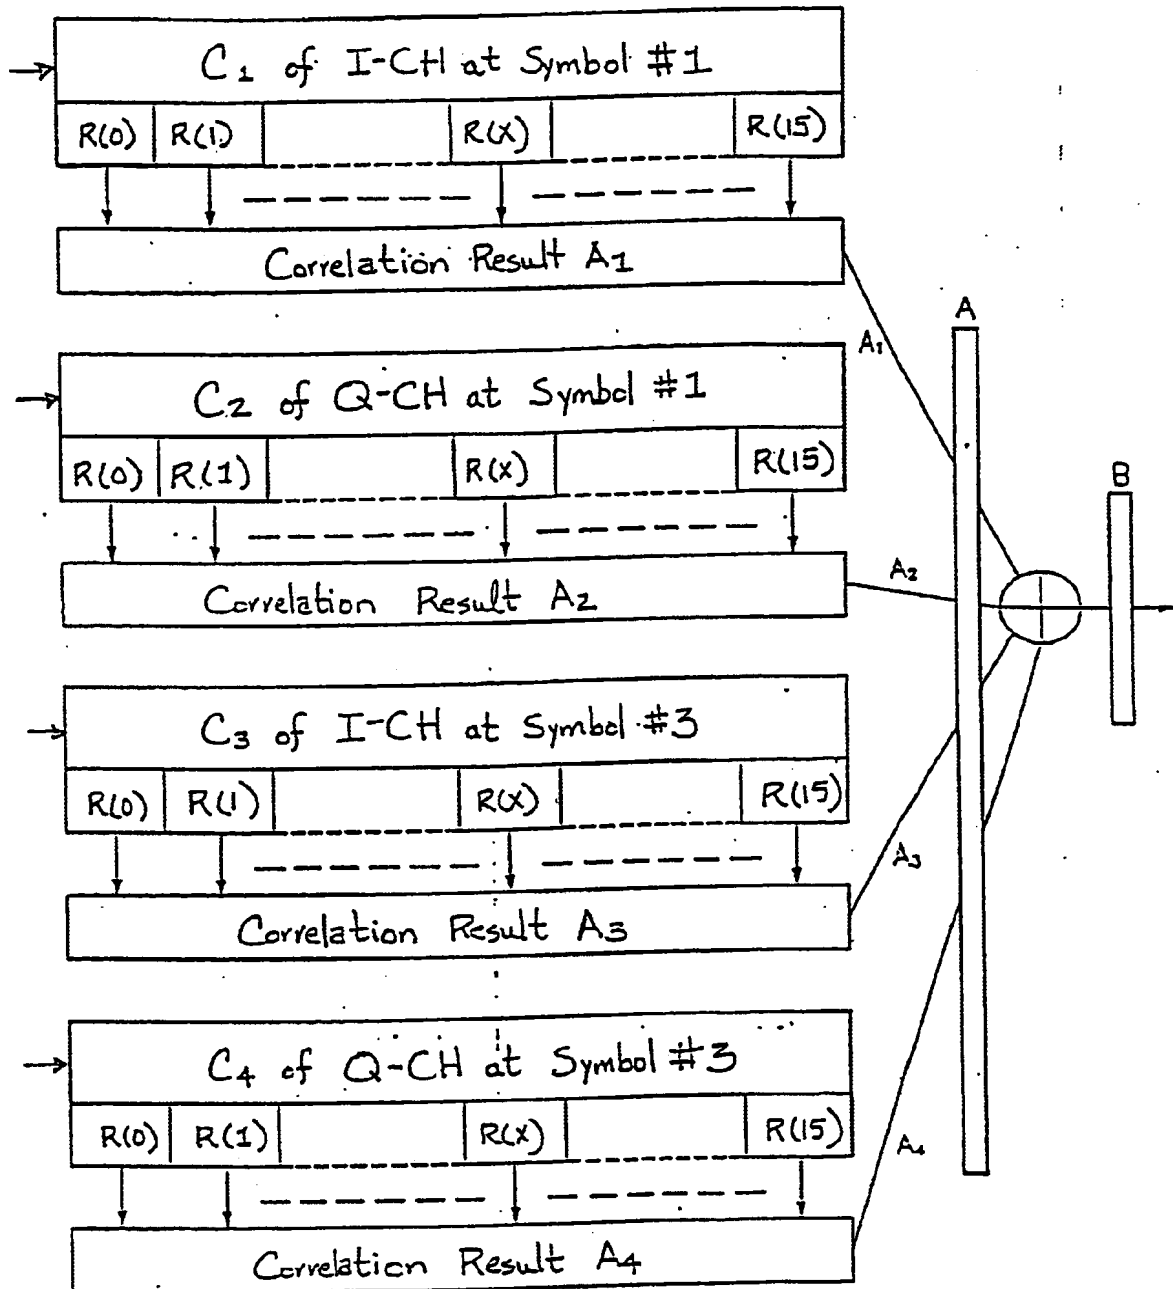 C1 of I-CH at Symbol #1
R(0) R(1) R(X) R(15)
Correlation Result A1
A1
A
C2 of Q-CH at Symbol #1
R(0) R(1) R(X) R(15)
B
Correlation Result A2
A2
C3 of I-CH at Symbol #3
R(0) R(1) R(X) R(15)
Correlation Result A3
A3
C4 of Q-CH at Symbol #3
R(0) R(1) R(X) R(15)
Correlation Result A4
A4